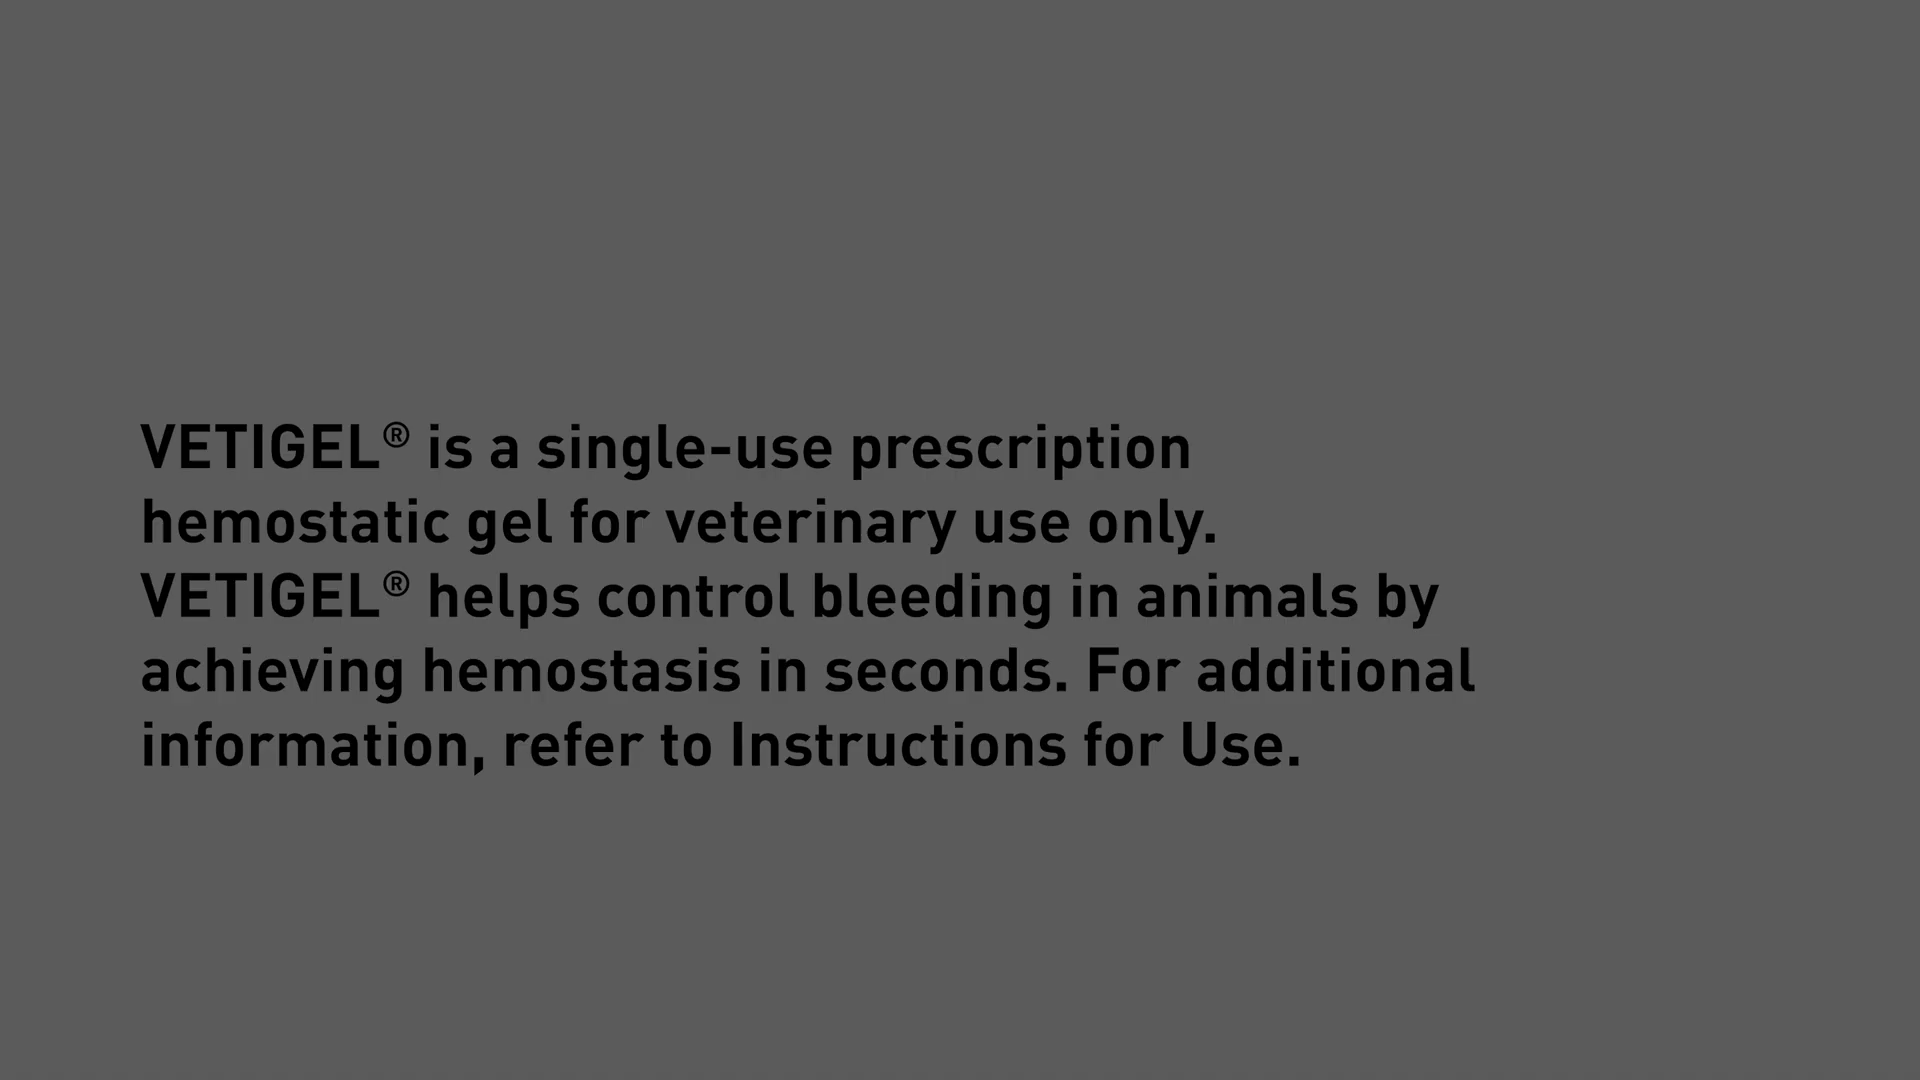 VETIGEL® is a single-use prescription
hemostatic gel for veterinary use only.
VETIGEL® helps control bleeding in animals by
achieving hemostasis in seconds. For additional
information, refer to Instructions for Use.